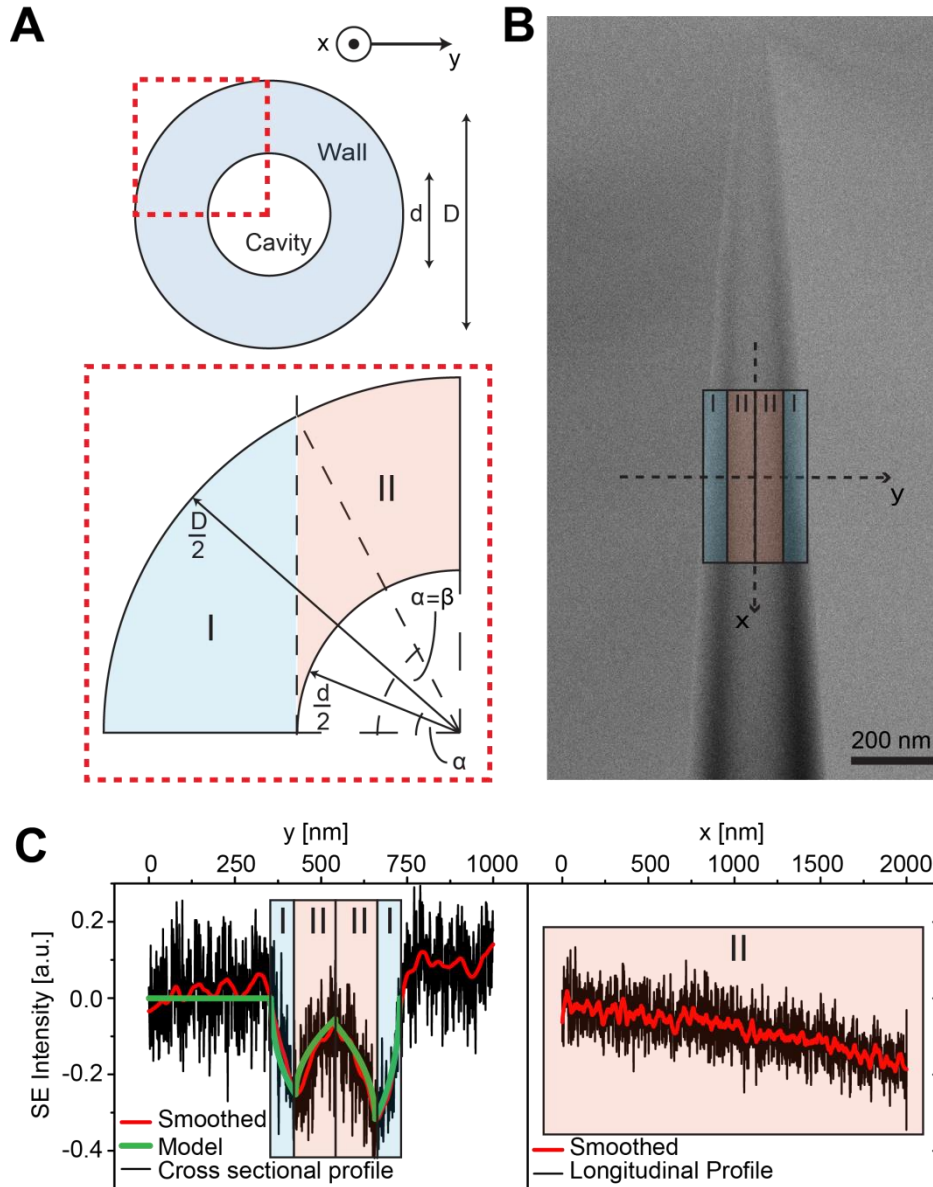 A
x
y
Wall
Cavity
d
D
I
II
D
2
d
2
α=β
α
B
I
II
II
I
y
x
200 nm
C
y [nm]
0
250
500
750
1000
x [nm]
0
500
1000
1500
2000
SE Intensity [a.u.]
0.2
0.0
-0.2
-0.4
I
II
II
I
Smoothed
Model
Cross sectional profile
II
Smoothed
Longitudinal Profile